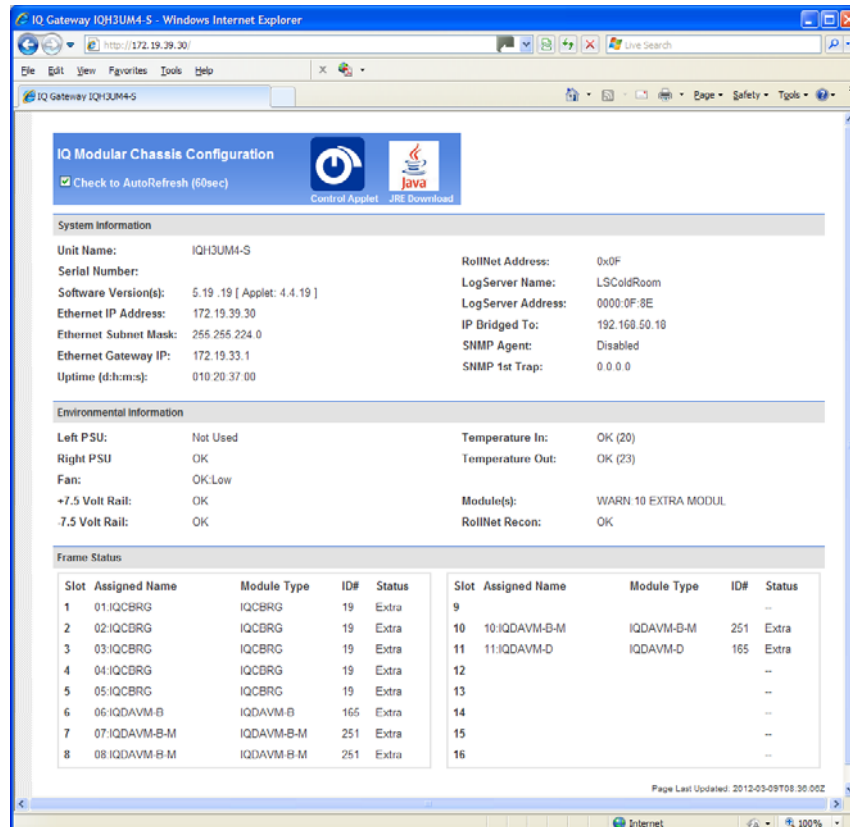 IQ Gateway IQH3UM4-S - Windows Internet Explorer
http://172.19.39.30/
Live Search
File Edit View Favorites Tools Help
IQ Gateway IQH3UM4-S
Page Safety Tools
IQ Modular Chassis Configuration
Check to AutoRefresh (60sec)
Java
Control Applet JRE Download
System Information
Unit Name: IQH3UM4-S
Serial Number:
Software Version(s): 5.19 .19 [ Applet: 4.4.19 ]
Ethernet IP Address: 172.19.39.30
Ethernet Subnet Mask: 255.255.224.0
Ethernet Gateway IP: 172.19.33.1
Uptime (d:h:m:s): 010:20:37:00
RollNet Address: 0x0F
LogServer Name: LSColdRoom
LogServer Address: 0000:0F:8E
IP Bridged To: 192.168.50.18
SNMP Agent: Disabled
SNMP 1st Trap: 0.0.0.0
Environmental Information
Left PSU: Not Used
Right PSU OK
Fan: OK:Low
+7.5 Volt Rail: OK
-7.5 Volt Rail: OK
Temperature In: OK (20)
Temperature Out: OK (23)
Module(s): WARN:10 EXTRA MODUL
RollNet Recon: OK
Frame Status
Slot Assigned Name Module Type ID# Status
1 01:IQCBRG IQCBRG 19 Extra
2 02:IQCBRG IQCBRG 19 Extra
3 03:IQCBRG IQCBRG 19 Extra
4 04:IQCBRG IQCBRG 19 Extra
5 05:IQCBRG IQCBRG 19 Extra
6 06:IQDAVM-B IQDAVM-B 165 Extra
7 07:IQDAVM-B-M IQDAVM-B-M 251 Extra
8 08:IQDAVM-B-M IQDAVM-B-M 251 Extra
Slot Assigned Name Module Type ID# Status
9 --
10 10:IQDAVM-B-M IQDAVM-B-M 251 Extra
11 11:IQDAVM-D IQDAVM-D 165 Extra
12 --
13 --
14 --
15 --
16 --
Page Last Updated: 2012-03-09T08:36:06Z
Internet 100%